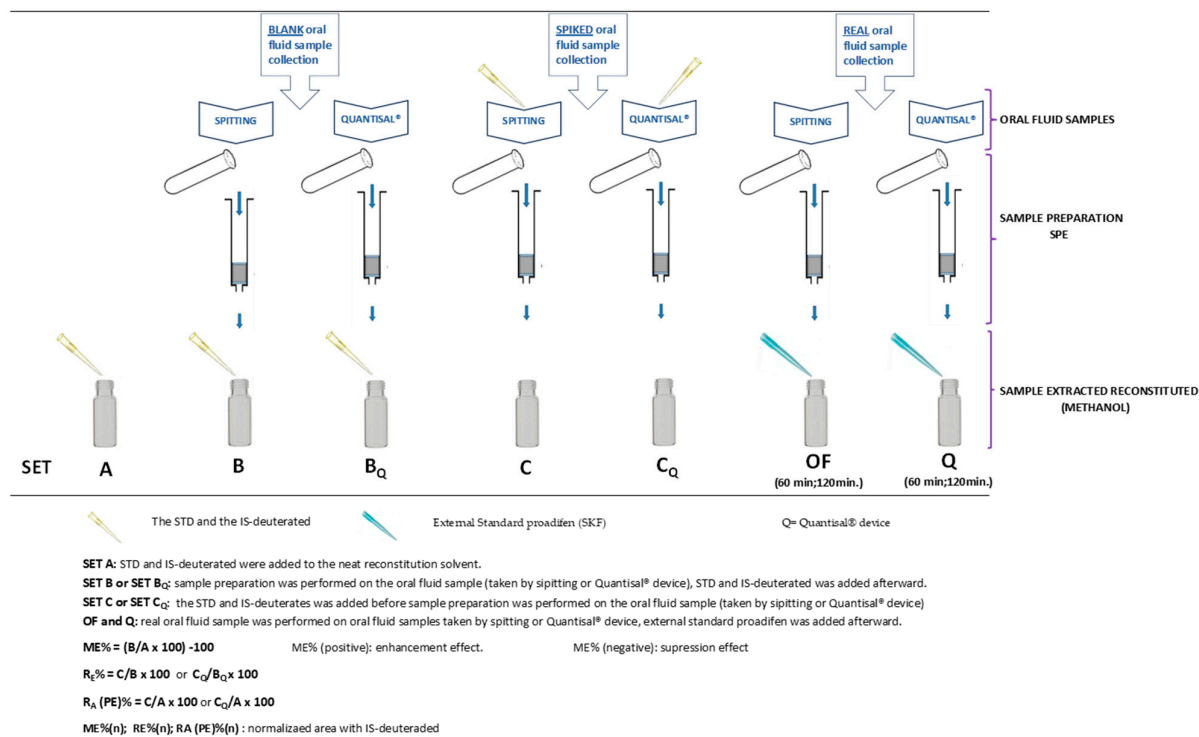 BLANK oral
fluid sample
collection
SPIKED oral
fluid sample
collection
REAL oral
fluid sample
collection
SPITTING
QUANTISAL®
SPITTING
QUANTISAL®
SPITTING
QUANTISAL®
ORAL FLUID SAMPLES
SAMPLE PREPARATION
SPE
SAMPLE EXTRACTED RECONSTITUTED
(METHANOL)
SET A B BQ C CQ OF Q
(60 min;120min.) (60 min;120min.)
The STD and the IS-deuterated External Standard proadifen (SKF) Q= Quantisal® device
SET A: STD and IS-deuterated were added to the neat reconstitution solvent.
SET B or SET BQ: sample preparation was performed on the oral fluid sample (taken by sipitting or Quantisal® device), STD and IS-deuterated was added afterward.
SET C or SET CQ: the STD and IS-deuterates was added before sample preparation was performed on the oral fluid sample (taken by sipitting or Quantisal® device)
OF and Q: real oral fluid sample was performed on oral fluid samples taken by spitting or Quantisal® device, external standard proadifen was added afterward.
ME% = (B/A x 100) -100 ME% (positive): enhancement effect. ME% (negative): supression effect
RE% = C/B x 100 or CQ/BQ x 100
RA (PE)% = C/A x 100 or CQ/A x 100
ME%(n); RE%(n); RA (PE)%(n) : normalizaed area with IS-deuteraded